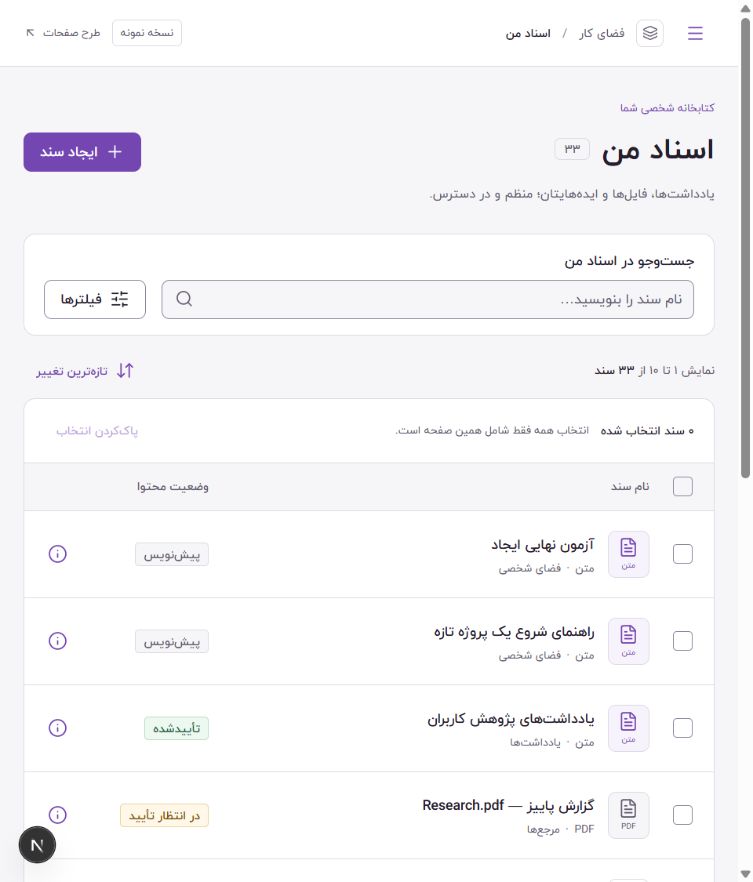 فضای کار / اسناد من
نسخه نمونه
طرح صفحات
کتابخانه شخصی شما
اسناد من ۳۳
ایجاد سند
یادداشت‌ها، فایل‌ها و ایده‌هایتان؛ منظم و در دسترس.
جست‌وجو در اسناد من
نام سند را بنویسید...
فیلترها
نمایش ۱ تا ۱۰ از ۳۳ سند
تازه‌ترین تغییر
۰ سند انتخاب شده
انتخاب همه فقط شامل همین صفحه است.
پاک‌کردن انتخاب
نام سند
وضعیت محتوا
متن
آزمون نهایی ایجاد
متن · فضای شخصی
پیش‌نویس
متن
راهنمای شروع یک پروژه تازه
متن · فضای شخصی
پیش‌نویس
متن
یادداشت‌های پژوهش کاربران
متن · یادداشت‌ها
تأییدشده
PDF
گزارش پاییز — Research.pdf
PDF · مرجع‌ها
در انتظار تأیید
N